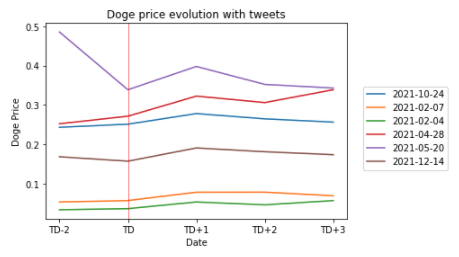 Doge price evolution with tweets
0.5
0.4
0.3
0.2
0.1
Doge Price
TD-2
TD
TD+1
TD+2
TD+3
Date
2021-10-24
2021-02-07
2021-02-04
2021-04-28
2021-05-20
2021-12-14